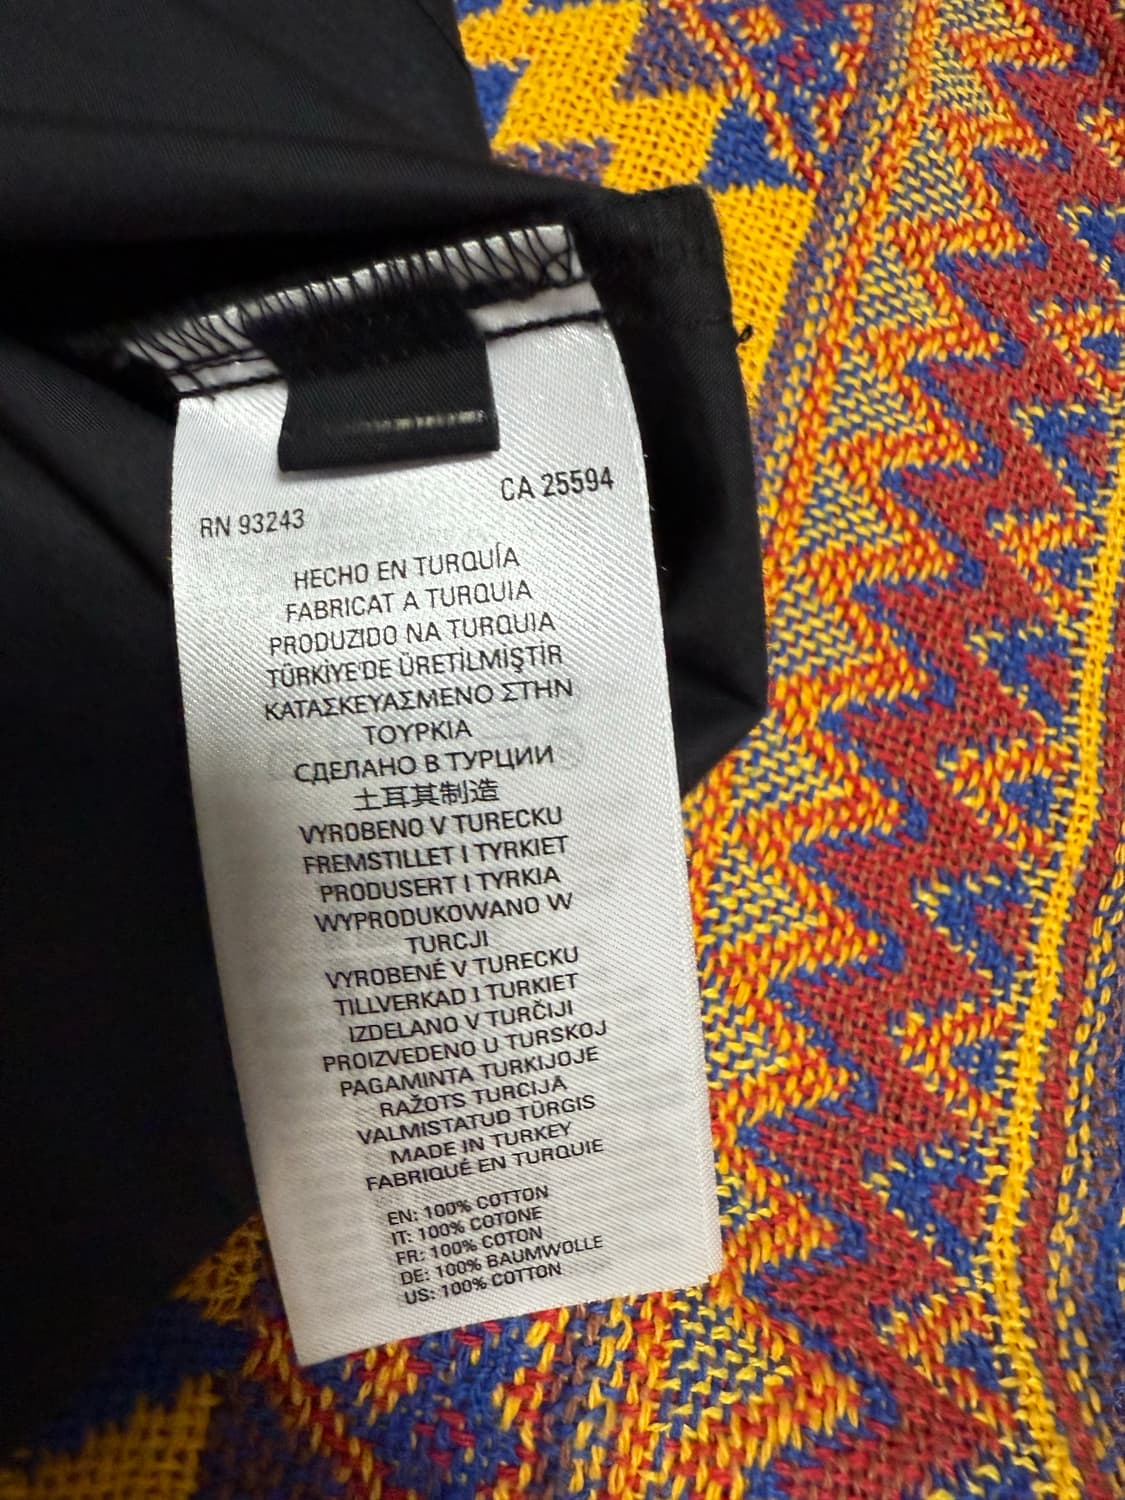 CA 25594
RN 93243
HECHO EN TURQUÍA
FABRICAT A TURQUIA
PRODUZIDO NA TURQUIA
TÜRKİYE'DE ÜRETİLMİŞTİR
ΚΑΤΑΣΚΕΥΑΣΜΕΝΟ ΣΤΗΝ
ΤΟΥΡΚΙΑ
СДЕЛАНО В ТУРЦИИ
土耳其制造
VYROBENO V TURECKU
FREMSTILLET I TYRKIET
PRODUSERT I TYRKIA
WYPRODUKOWANO W
TURCJI
VYROBENÉ V TURECKU
TILLVERKAD I TURKIET
IZDELANO V TURČIJI
PROIZVEDENO U TURSKOJ
PAGAMINTA TURKIJOJE
RAŽOTS TURCIJĀ
VALMISTATUD TÜRGIS
MADE IN TURKEY
FABRIQUÉ EN TURQUIE
EN: 100% COTTON
IT: 100% COTONE
FR: 100% COTON
DE: 100% BAUMWOLLE
US: 100% COTTON